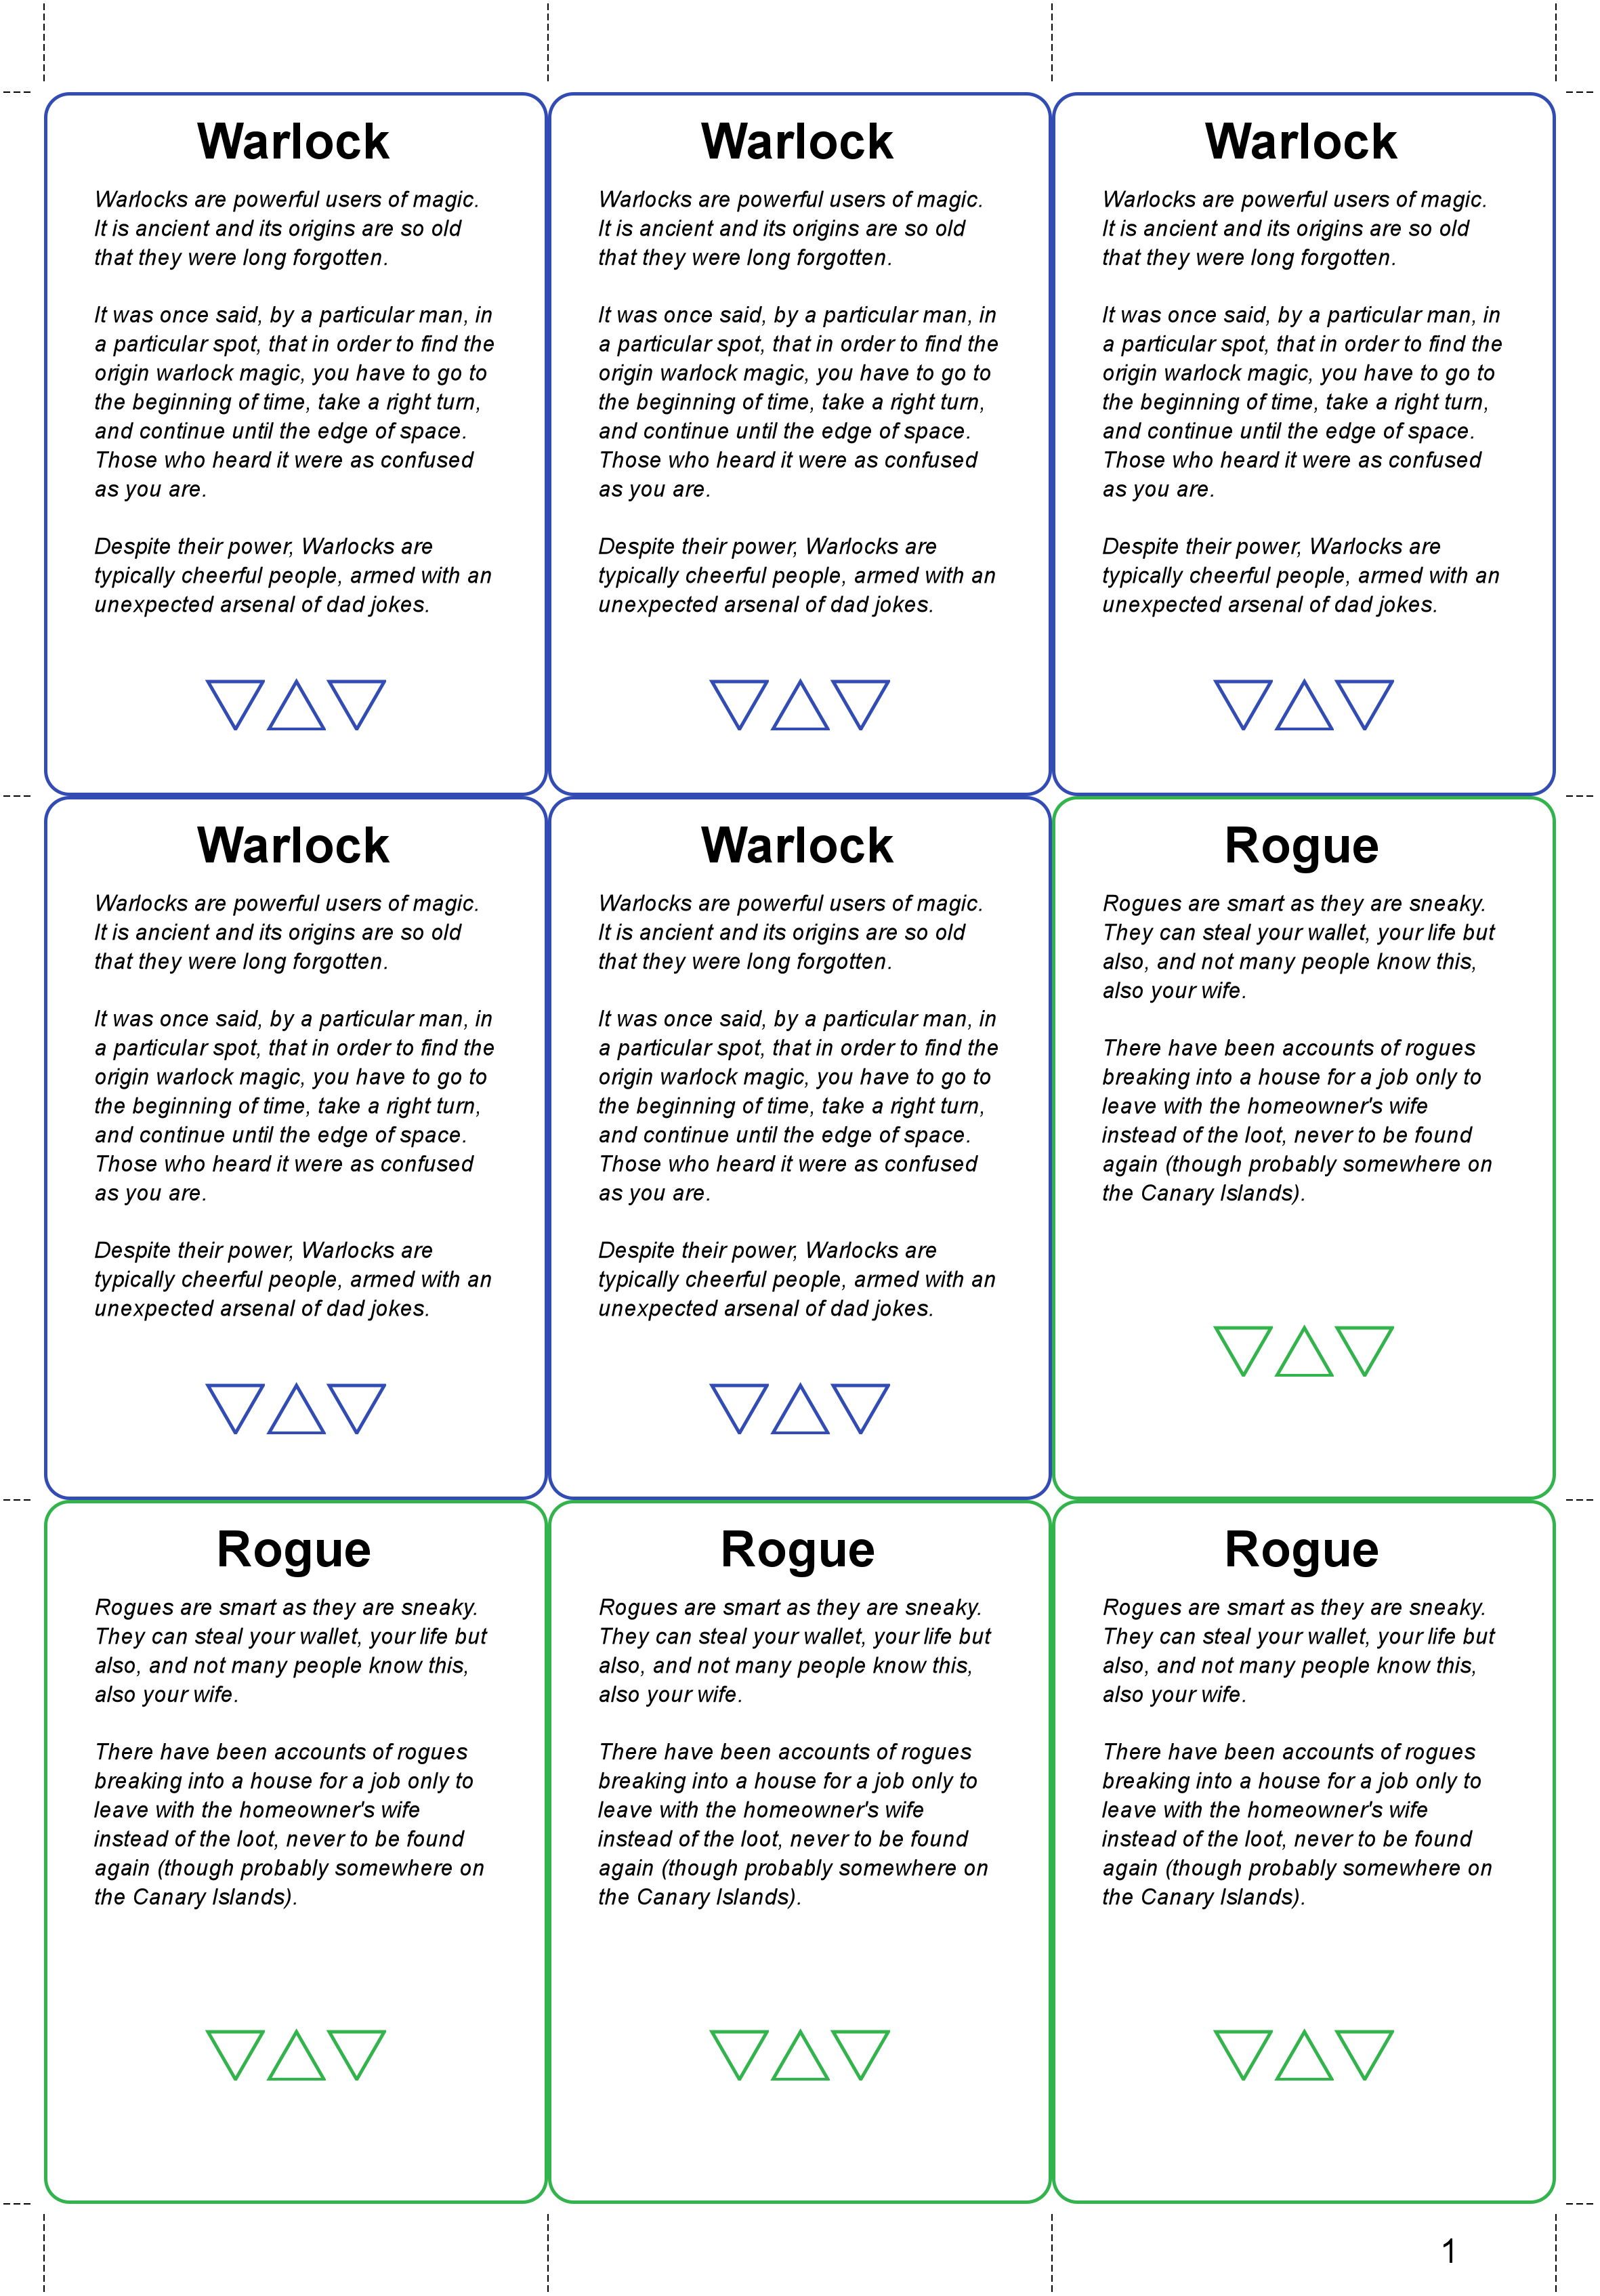 Warlock
Warlocks are powerful users of magic.
It is ancient and its origins are so old
that they were long forgotten.
It was once said, by a particular man, in
a particular spot, that in order to find the
origin warlock magic, you have to go to
the beginning of time, take a right turn,
and continue until the edge of space.
Those who heard it were as confused
as you are.
Despite their power, Warlocks are
typically cheerful people, armed with an
unexpected arsenal of dad jokes.
Warlock
Warlocks are powerful users of magic.
It is ancient and its origins are so old
that they were long forgotten.
It was once said, by a particular man, in
a particular spot, that in order to find the
origin warlock magic, you have to go to
the beginning of time, take a right turn,
and continue until the edge of space.
Those who heard it were as confused
as you are.
Despite their power, Warlocks are
typically cheerful people, armed with an
unexpected arsenal of dad jokes.
Warlock
Warlocks are powerful users of magic.
It is ancient and its origins are so old
that they were long forgotten.
It was once said, by a particular man, in
a particular spot, that in order to find the
origin warlock magic, you have to go to
the beginning of time, take a right turn,
and continue until the edge of space.
Those who heard it were as confused
as you are.
Despite their power, Warlocks are
typically cheerful people, armed with an
unexpected arsenal of dad jokes.
Warlock
Warlocks are powerful users of magic.
It is ancient and its origins are so old
that they were long forgotten.
It was once said, by a particular man, in
a particular spot, that in order to find the
origin warlock magic, you have to go to
the beginning of time, take a right turn,
and continue until the edge of space.
Those who heard it were as confused
as you are.
Despite their power, Warlocks are
typically cheerful people, armed with an
unexpected arsenal of dad jokes.
Warlock
Warlocks are powerful users of magic.
It is ancient and its origins are so old
that they were long forgotten.
It was once said, by a particular man, in
a particular spot, that in order to find the
origin warlock magic, you have to go to
the beginning of time, take a right turn,
and continue until the edge of space.
Those who heard it were as confused
as you are.
Despite their power, Warlocks are
typically cheerful people, armed with an
unexpected arsenal of dad jokes.
Rogue
Rogues are smart as they are sneaky.
They can steal your wallet, your life but
also, and not many people know this,
also your wife.
There have been accounts of rogues
breaking into a house for a job only to
leave with the homeowner's wife
instead of the loot, never to be found
again (though probably somewhere on
the Canary Islands).
Rogue
Rogues are smart as they are sneaky.
They can steal your wallet, your life but
also, and not many people know this,
also your wife.
There have been accounts of rogues
breaking into a house for a job only to
leave with the homeowner's wife
instead of the loot, never to be found
again (though probably somewhere on
the Canary Islands).
Rogue
Rogues are smart as they are sneaky.
They can steal your wallet, your life but
also, and not many people know this,
also your wife.
There have been accounts of rogues
breaking into a house for a job only to
leave with the homeowner's wife
instead of the loot, never to be found
again (though probably somewhere on
the Canary Islands).
Rogue
Rogues are smart as they are sneaky.
They can steal your wallet, your life but
also, and not many people know this,
also your wife.
There have been accounts of rogues
breaking into a house for a job only to
leave with the homeowner's wife
instead of the loot, never to be found
again (though probably somewhere on
the Canary Islands).
1